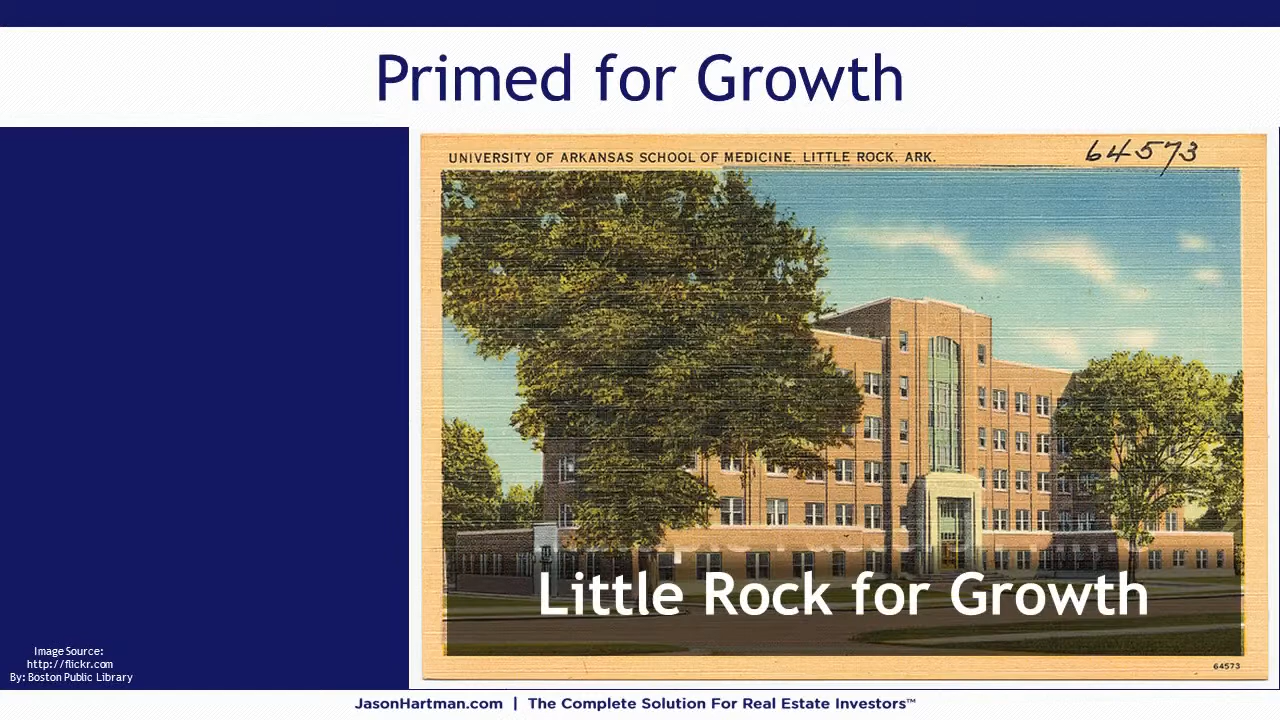 Primed for Growth
UNIVERSITY OF ARKANSAS SCHOOL OF MEDICINE, LITTLE ROCK, ARK.
64573
Little Rock for Growth
64573
Image Source:
http://flickr.com
By: Boston Public Library
JasonHartman.com | The Complete Solution For Real Estate Investors™